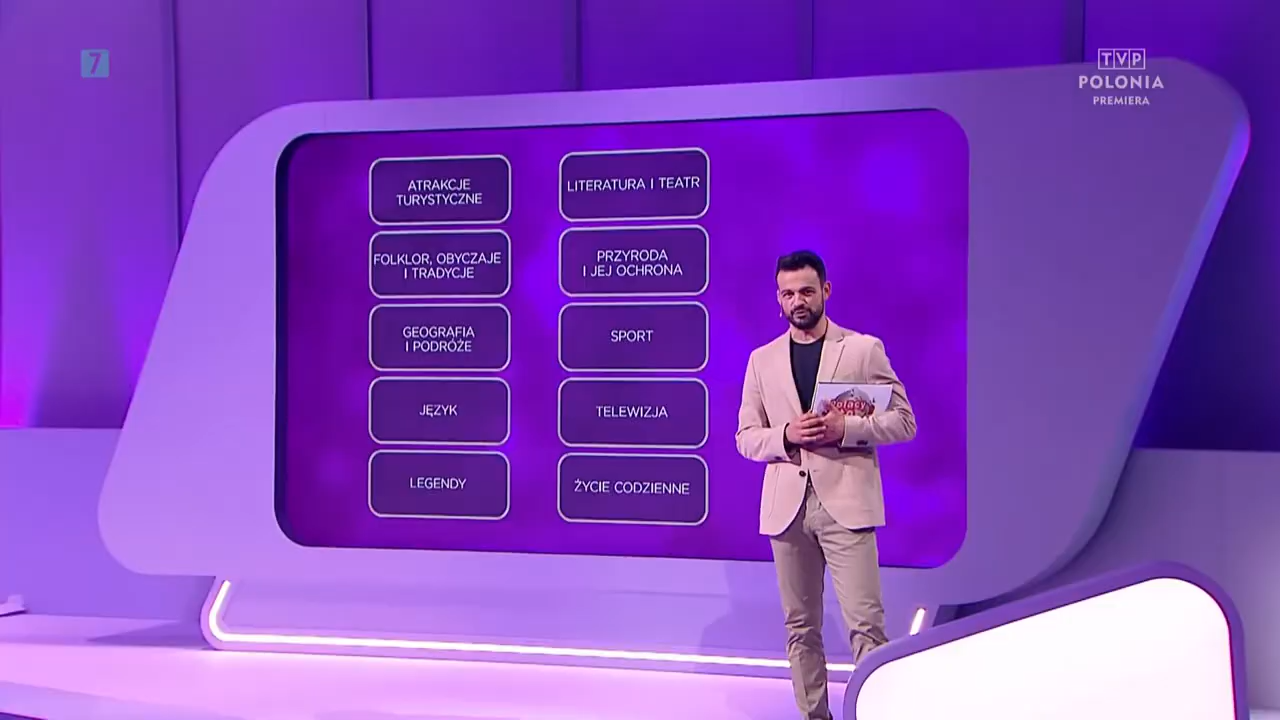 7
TVP
POLONIA
PREMIERA
ATRAKCJE
TURYSTYCZNE
FOLKLOR, OBYCZAJE
I TRADYCJE
GEOGRAFIA
I PODRÓŻE
JĘZYK
LEGENDY
LITERATURA I TEATR
PRZYRODA
I JEJ OCHRONA
SPORT
TELEWIZJA
ŻYCIE CODZIENNE
Polacy